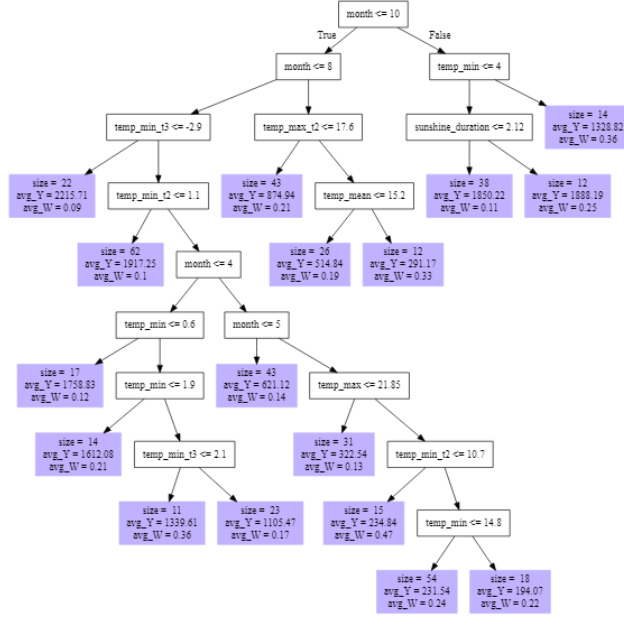 month <= 10
True
False
month <= 8
temp_min <= 4
temp_min_t3 <= -2.9
temp_max_t2 <= 17.6
sunshine_duration <= 2.12
size = 14
avg_Y = 1328.82
avg_W = 0.36
size = 22
avg_Y = 2215.71
avg_W = 0.09
temp_min_t2 <= 1.1
size = 43
avg_Y = 874.94
avg_W = 0.21
temp_mean <= 15.2
size = 38
avg_Y = 1850.22
avg_W = 0.11
size = 12
avg_Y = 1888.19
avg_W = 0.25
size = 62
avg_Y = 1917.25
avg_W = 0.1
month <= 4
size = 26
avg_Y = 514.84
avg_W = 0.19
size = 12
avg_Y = 291.17
avg_W = 0.33
temp_min <= 0.6
month <= 5
size = 17
avg_Y = 1758.83
avg_W = 0.12
temp_min <= 1.9
size = 43
avg_Y = 621.12
avg_W = 0.14
temp_max <= 21.85
size = 14
avg_Y = 1612.08
avg_W = 0.21
temp_min_t3 <= 2.1
size = 31
avg_Y = 322.54
avg_W = 0.13
temp_min_t2 <= 10.7
size = 11
avg_Y = 1339.61
avg_W = 0.36
size = 23
avg_Y = 1105.47
avg_W = 0.17
size = 15
avg_Y = 234.84
avg_W = 0.47
temp_min <= 14.8
size = 54
avg_Y = 231.54
avg_W = 0.24
size = 18
avg_Y = 194.07
avg_W = 0.22